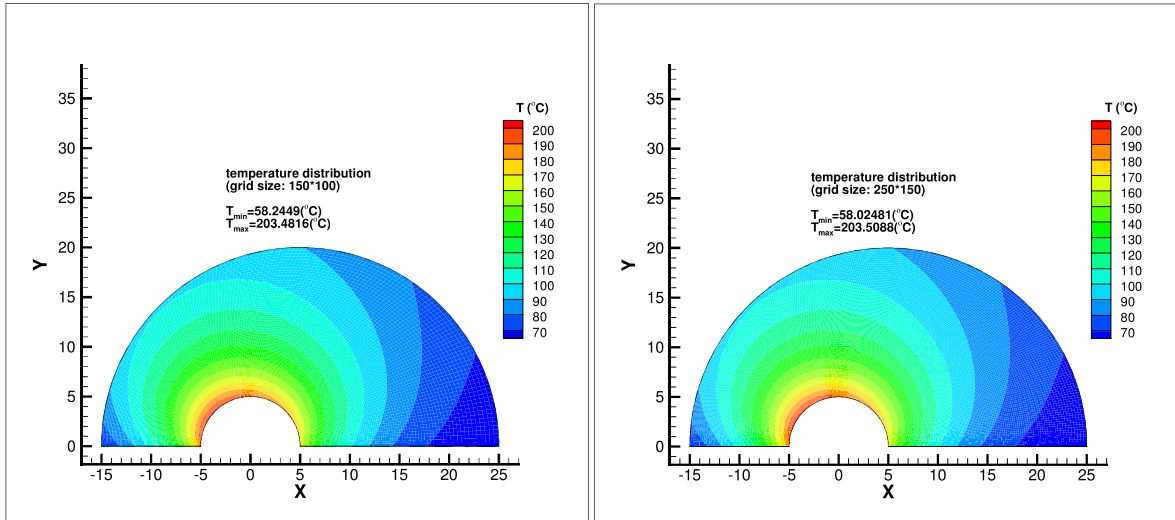 T (°C)
200
190
180
170
160
150
140
130
120
110
100
90
80
70
temperature distribution
(grid size: 150*100)
Tmin=58.2449(°C)
Tmax=203.4816(°C)
Y
35
30
25
20
15
10
5
0
-15 -10 -5 0 5 10 15 20 25
X
T (°C)
200
190
180
170
160
150
140
130
120
110
100
90
80
70
temperature distribution
(grid size: 250*150)
Tmin=58.02481(°C)
Tmax=203.5088(°C)
Y
35
30
25
20
15
10
5
0
-15 -10 -5 0 5 10 15 20 25
X